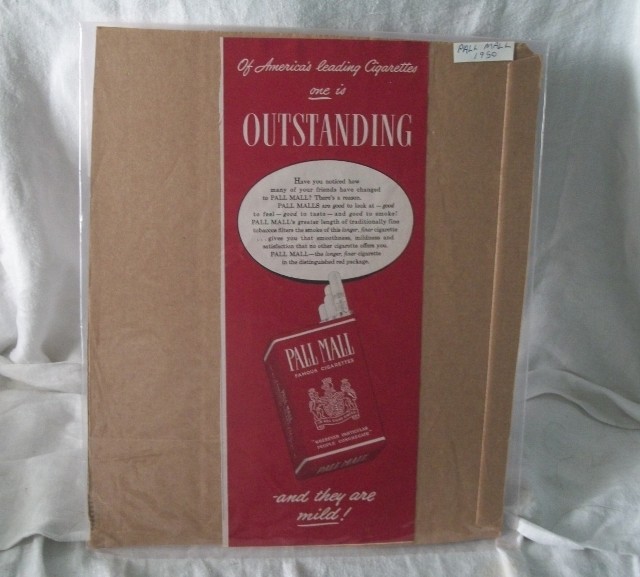 PALL MALL
1950
Of America's leading Cigarettes
one is
OUTSTANDING
Have you noticed how
many of your friends have changed
to PALL MALL? There's a reason.
PALL MALLS are good to look at—good
to feel—good to taste—and good to smoke!
PALL MALL's greater length of traditionally fine
tobaccos filters the smoke of this longer, finer cigarette
. . . gives you that smoothness, mildness and
satisfaction that no other cigarette offers you.
PALL MALL—the longer, finer cigarette
in the distinguished red package.
PALL MALL
FAMOUS CIGARETTES
"WHEREVER PARTICULAR
PEOPLE CONGREGATE"
PALL MALL
-and they are
mild!